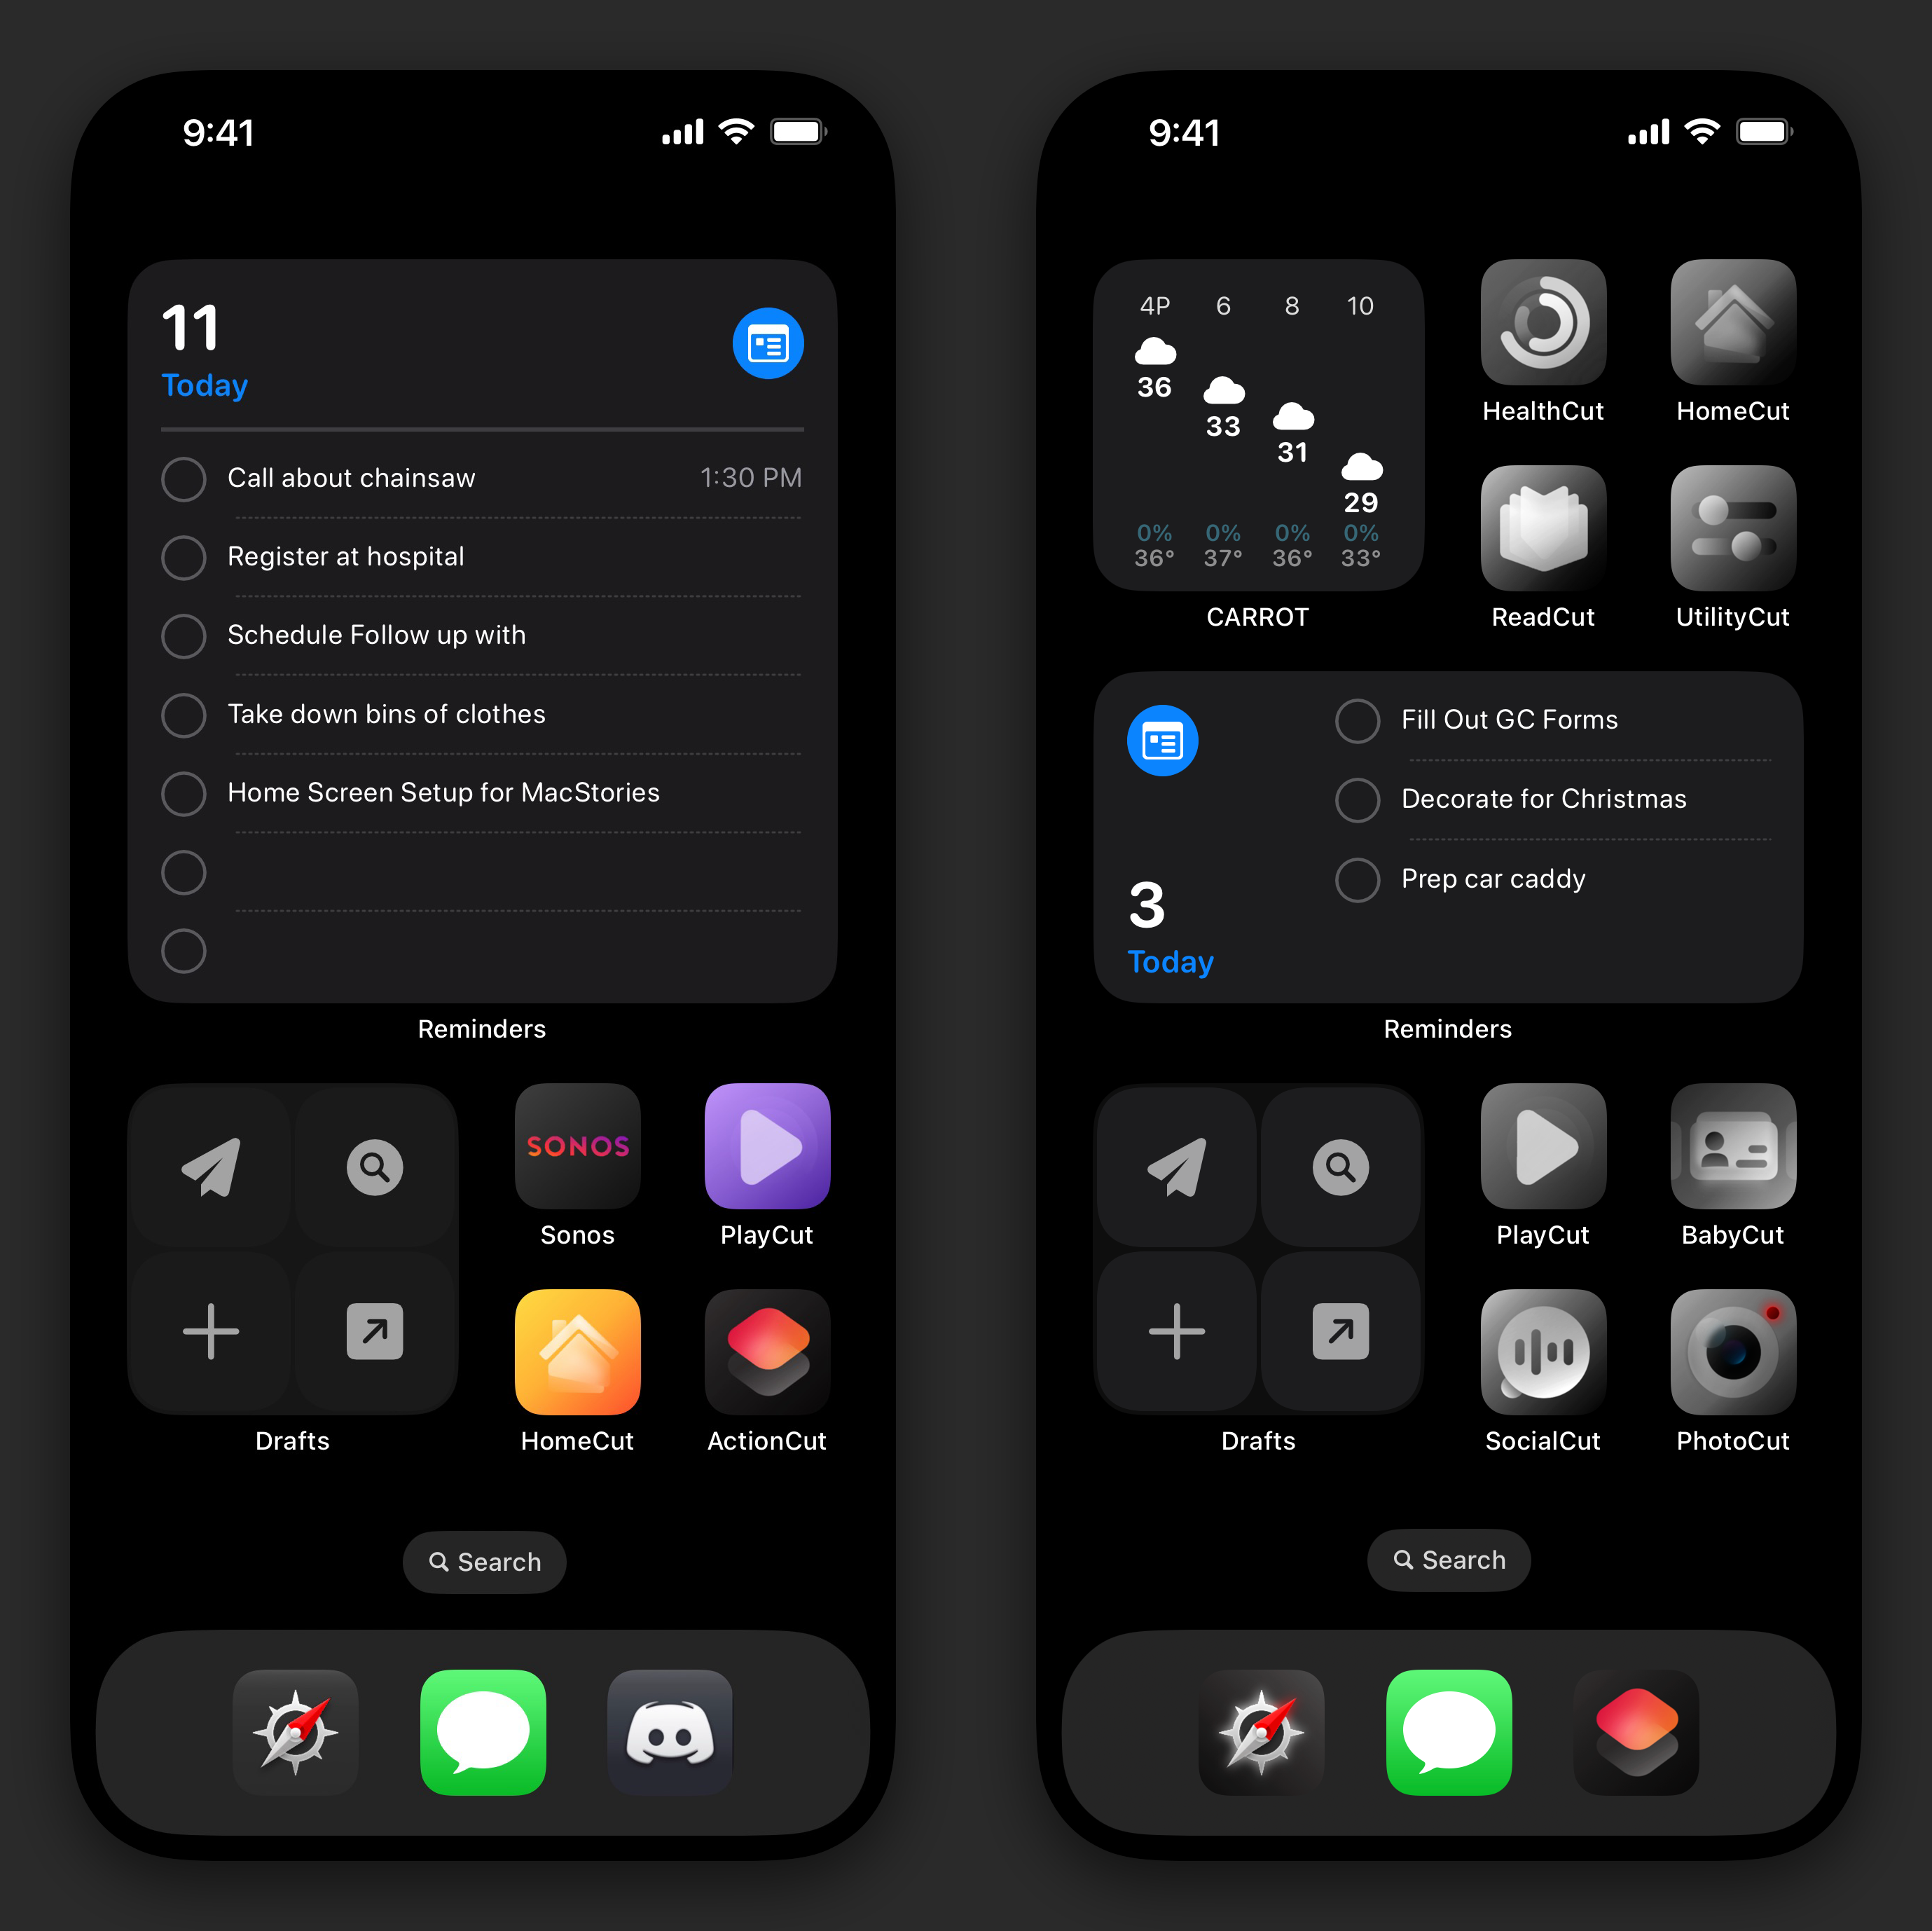 9:41
11
Today
Call about chainsaw 1:30 PM
Register at hospital
Schedule Follow up with
Take down bins of clothes
Home Screen Setup for MacStories
Reminders
SONOS
Sonos PlayCut
Drafts HomeCut ActionCut
Search
9:41
4P 6 8 10
36
33
31
29
0% 0% 0% 0%
36° 37° 36° 33°
CARROT
HealthCut HomeCut
ReadCut UtilityCut
Fill Out GC Forms
Decorate for Christmas
Prep car caddy
3
Today
Reminders
PlayCut BabyCut
Drafts SocialCut PhotoCut
Search